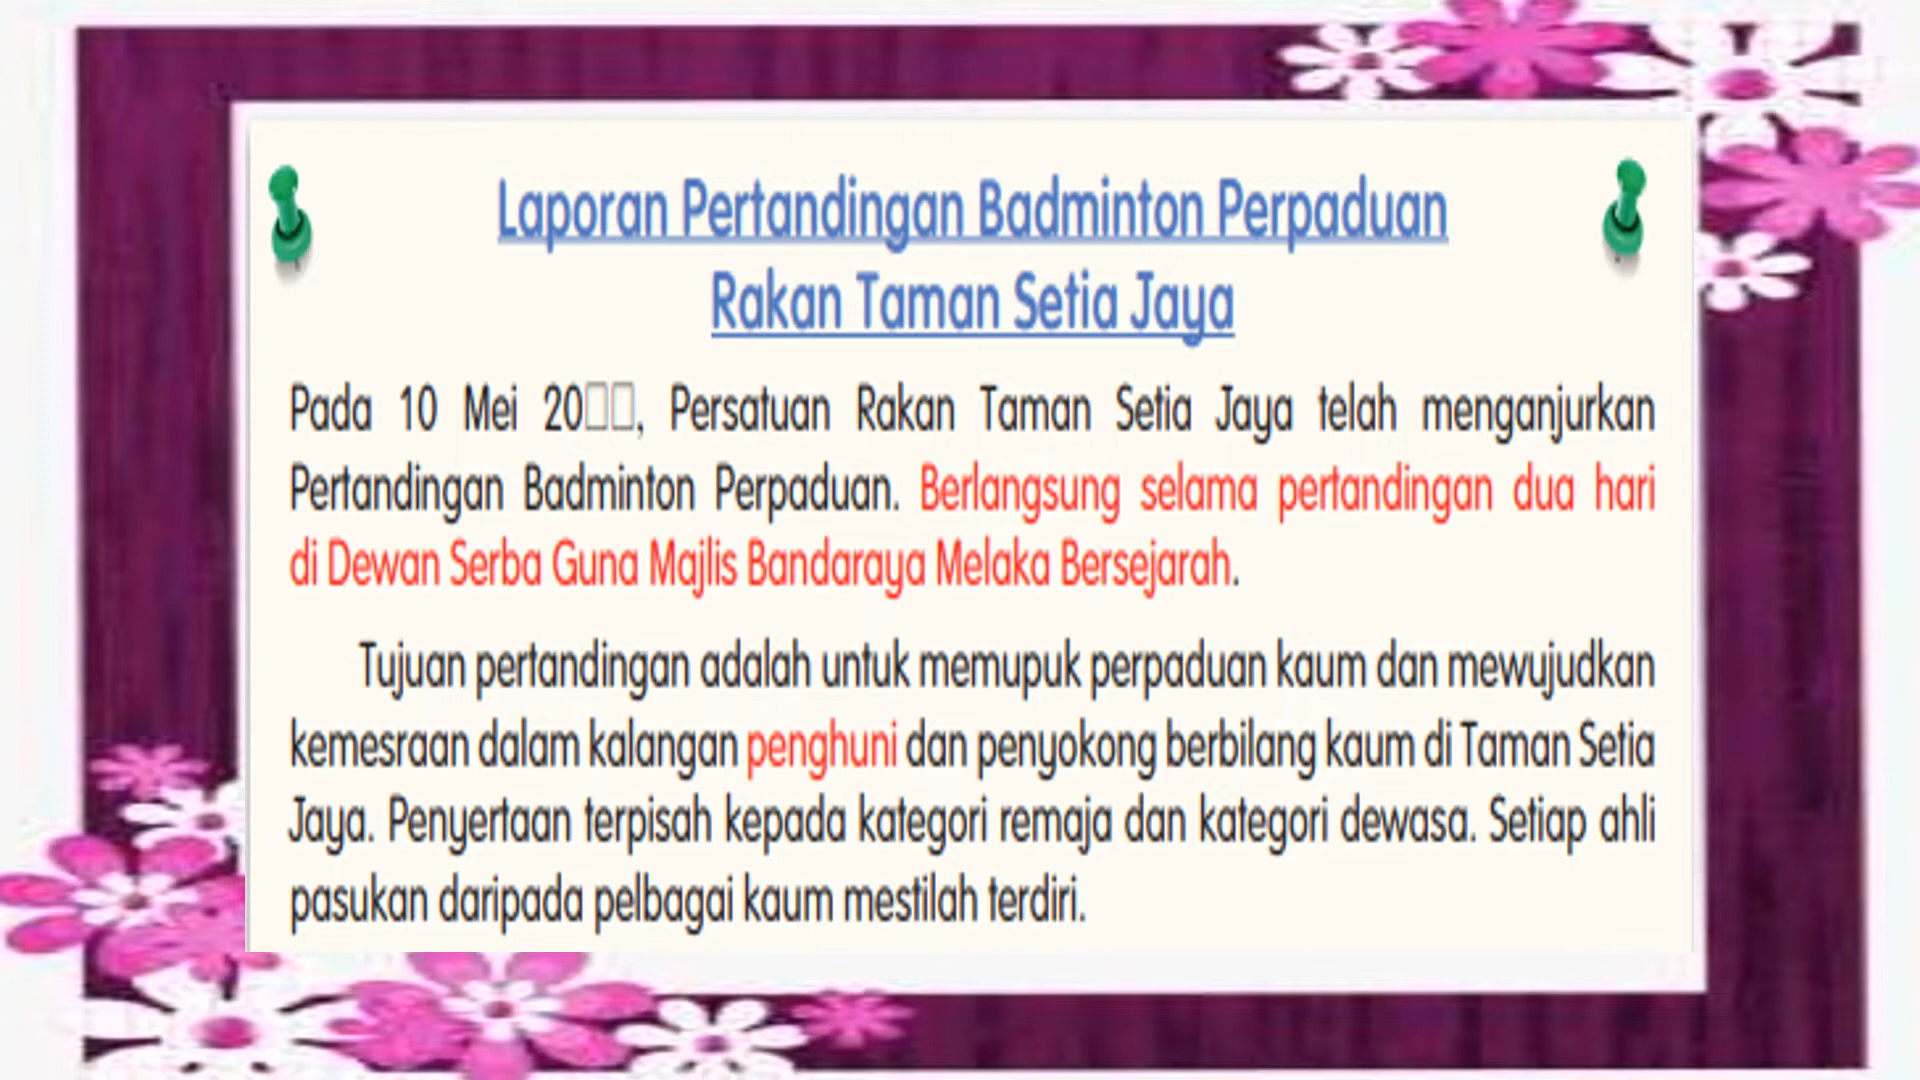 Laporan Pertandingan Badminton Perpaduan
Rakan Taman Setia Jaya
Pada 10 Mei 20□□, Persatuan Rakan Taman Setia Jaya telah menganjurkan
Pertandingan Badminton Perpaduan. Berlangsung selama pertandingan dua hari
di Dewan Serba Guna Majlis Bandaraya Melaka Bersejarah.
Tujuan pertandingan adalah untuk memupuk perpaduan kaum dan mewujudkan
kemesraan dalam kalangan penghuni dan penyokong berbilang kaum di Taman Setia
Jaya. Penyertaan terpisah kepada kategori remaja dan kategori dewasa. Setiap ahli
pasukan daripada pelbagai kaum mestilah terdiri.